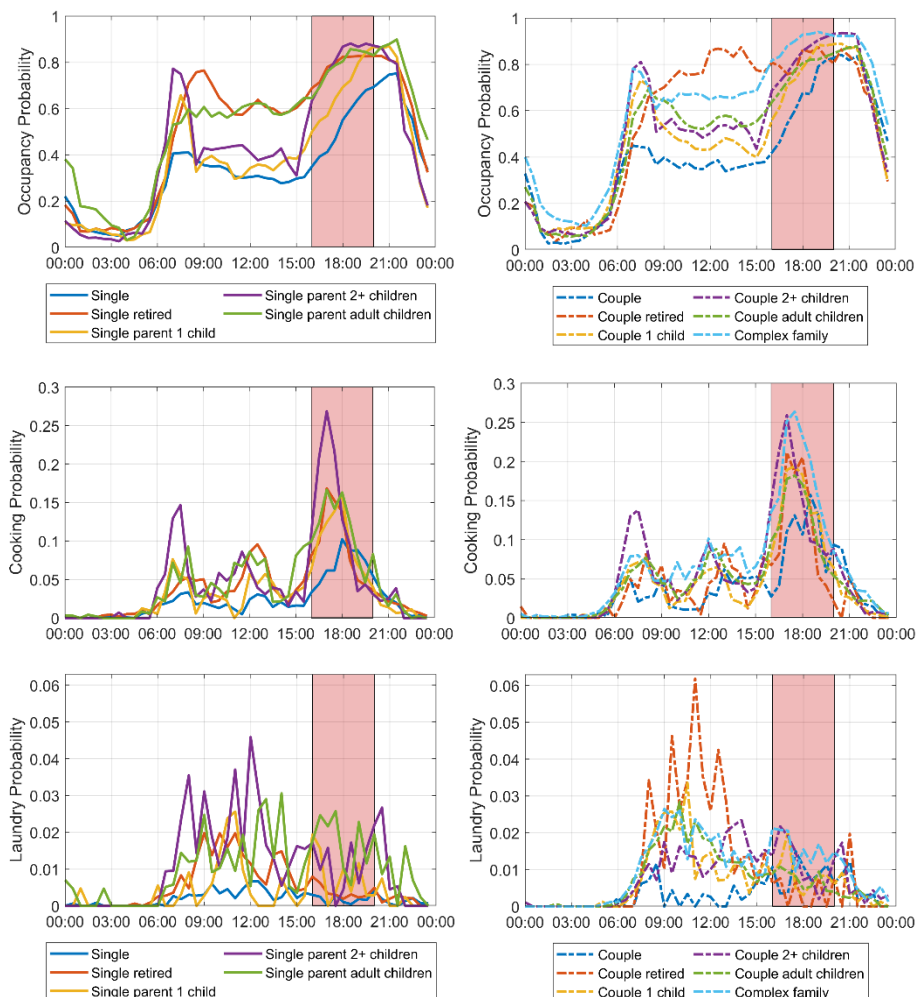 Occupancy Probability
1
0.8
0.6
0.4
0.2
0
00:00 03:00 06:00 09:00 12:00 15:00 18:00 21:00 00:00
Single
Single retired
Single parent 1 child
Single parent 2+ children
Single parent adult children
Occupancy Probability
1
0.8
0.6
0.4
0.2
0
00:00 03:00 06:00 09:00 12:00 15:00 18:00 21:00 00:00
Couple
Couple retired
Couple 1 child
Couple 2+ children
Couple adult children
Complex family
Cooking Probability
0.3
0.25
0.2
0.15
0.1
0.05
0
00:00 03:00 06:00 09:00 12:00 15:00 18:00 21:00 00:00
Cooking Probability
0.3
0.25
0.2
0.15
0.1
0.05
0
00:00 03:00 06:00 09:00 12:00 15:00 18:00 21:00 00:00
Laundry Probability
0.06
0.05
0.04
0.03
0.02
0.01
0
00:00 03:00 06:00 09:00 12:00 15:00 18:00 21:00 00:00
Single
Single retired
Single parent 1 child
Single parent 2+ children
Single parent adult children
Laundry Probability
0.06
0.05
0.04
0.03
0.02
0.01
0
00:00 03:00 06:00 09:00 12:00 15:00 18:00 21:00 00:00
Couple
Couple retired
Couple 1 child
Couple 2+ children
Couple adult children
Complex family